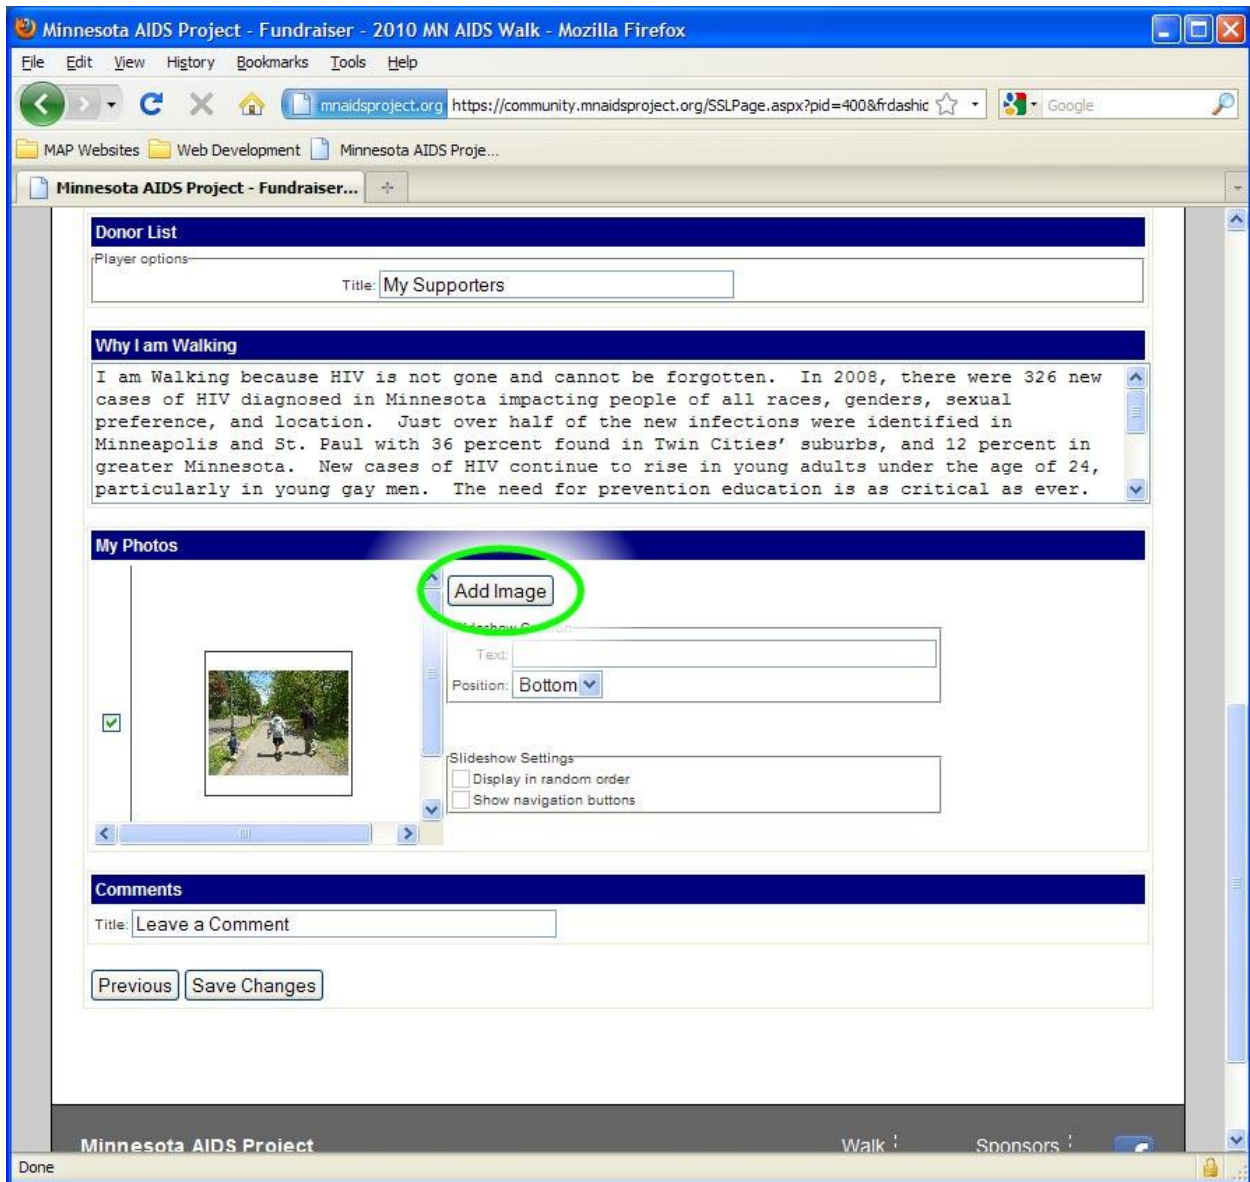 Minnesota AIDS Project - Fundraiser - 2010 MN AIDS Walk - Mozilla Firefox
File Edit View History Bookmarks Tools Help
mnaidsproject.org https://community.mnaidsproject.org/SSLPage.aspx?pid=400&frdashic Google
MAP Websites Web Development Minnesota AIDS Proje...
Minnesota AIDS Project - Fundraiser...
Donor List
Player options
Title: My Supporters
Why I am Walking
I am Walking because HIV is not gone and cannot be forgotten. In 2008, there were 326 new
cases of HIV diagnosed in Minnesota impacting people of all races, genders, sexual
preference, and location. Just over half of the new infections were identified in
Minneapolis and St. Paul with 36 percent found in Twin Cities’ suburbs, and 12 percent in
greater Minnesota. New cases of HIV continue to rise in young adults under the age of 24,
particularly in young gay men. The need for prevention education is as critical as ever.
My Photos
Add Image
Slideshow
Text:
Position: Bottom
Slideshow Settings
Display in random order
Show navigation buttons
Comments
Title: Leave a Comment
Previous Save Changes
Minnesota AIDS Project Walk Sponsors
Done